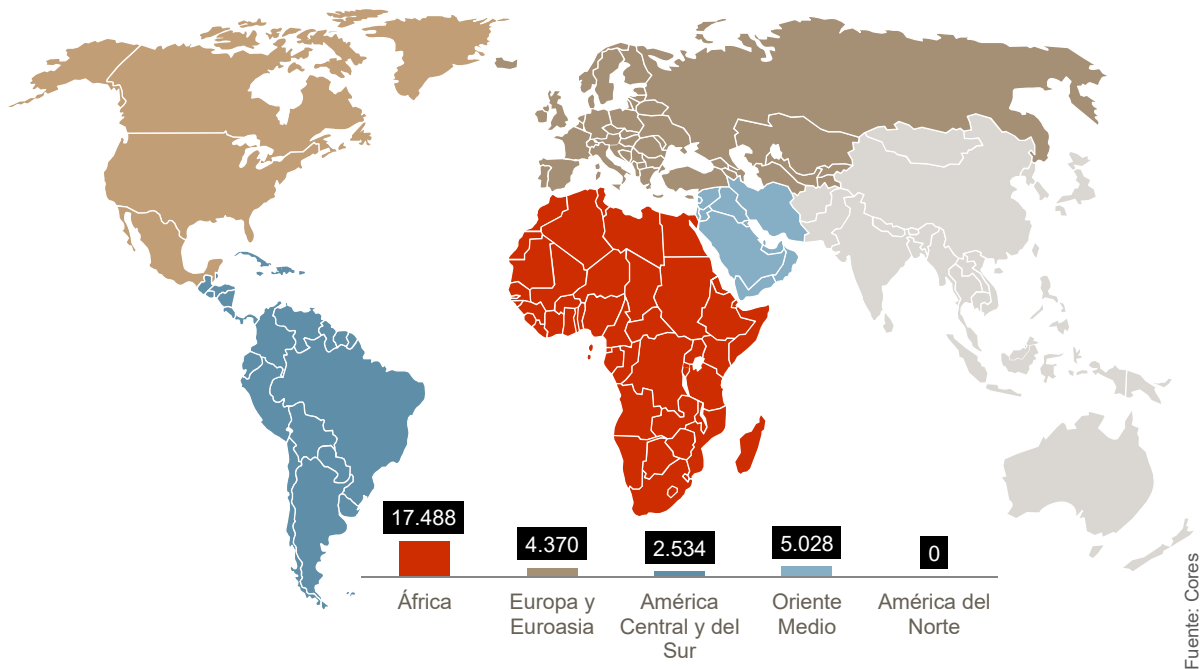 17.488
4.370
2.534
5.028
0
África
Europa y
Euroasia
América
Central y del
Sur
Oriente
Medio
América del
Norte
Fuente: Cores